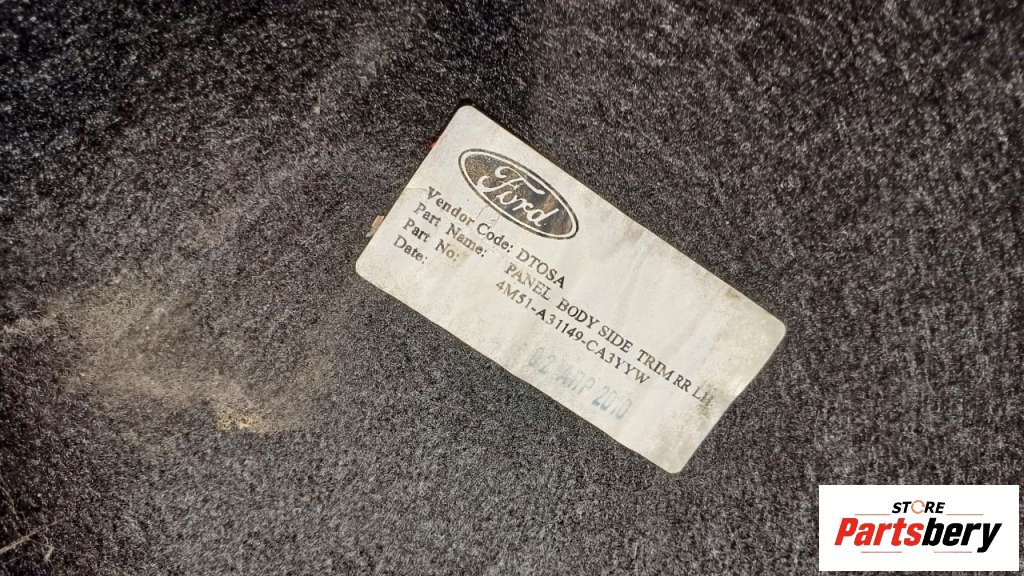 Ford
Vendor Code: DTOSA
Part Name: PANEL BODY SIDE TRIM RR LH
Part No: 4M51-A31149-CA3YYW
Date: 2010
STORE
Partsbery